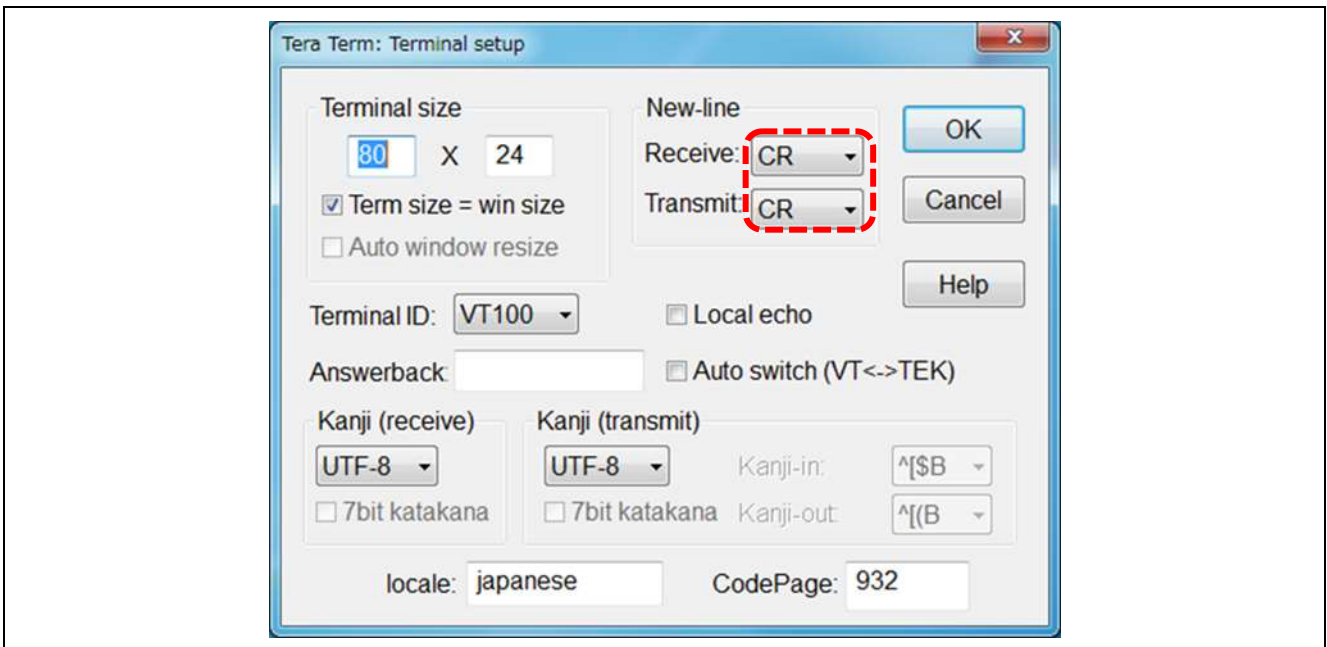 Tera Term: Terminal setup
x
Terminal size
80 X 24
Term size = win size
Auto window resize
New-line
Receive: CR
Transmit: CR
OK
Cancel
Help
Terminal ID: VT100
Local echo
Answerback:
Auto switch (VT<->TEK)
Kanji (receive)
UTF-8
7bit katakana
Kanji (transmit)
UTF-8
7bit katakana
Kanji-in: ^[$B
Kanji-out: ^[(B
locale: japanese
CodePage: 932